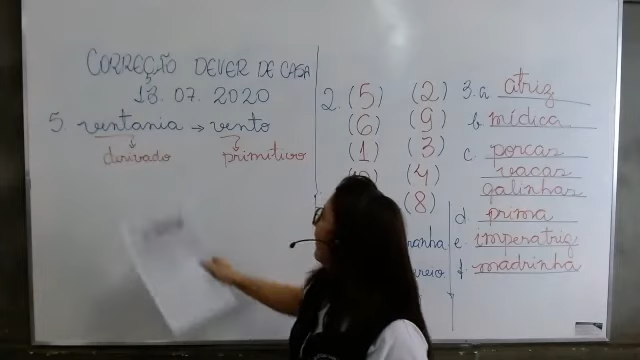 CORREÇÃO DEVER DE CASA
13.07.2020
5. ventania → vento
derivado primitivo
2. (5) (2)
(6) (9)
(1) (3)
(4)
(8)
3. a atriz
b médica
c porcas
vacas
galinhas
d prima
e. imperatriz
f. madrinha